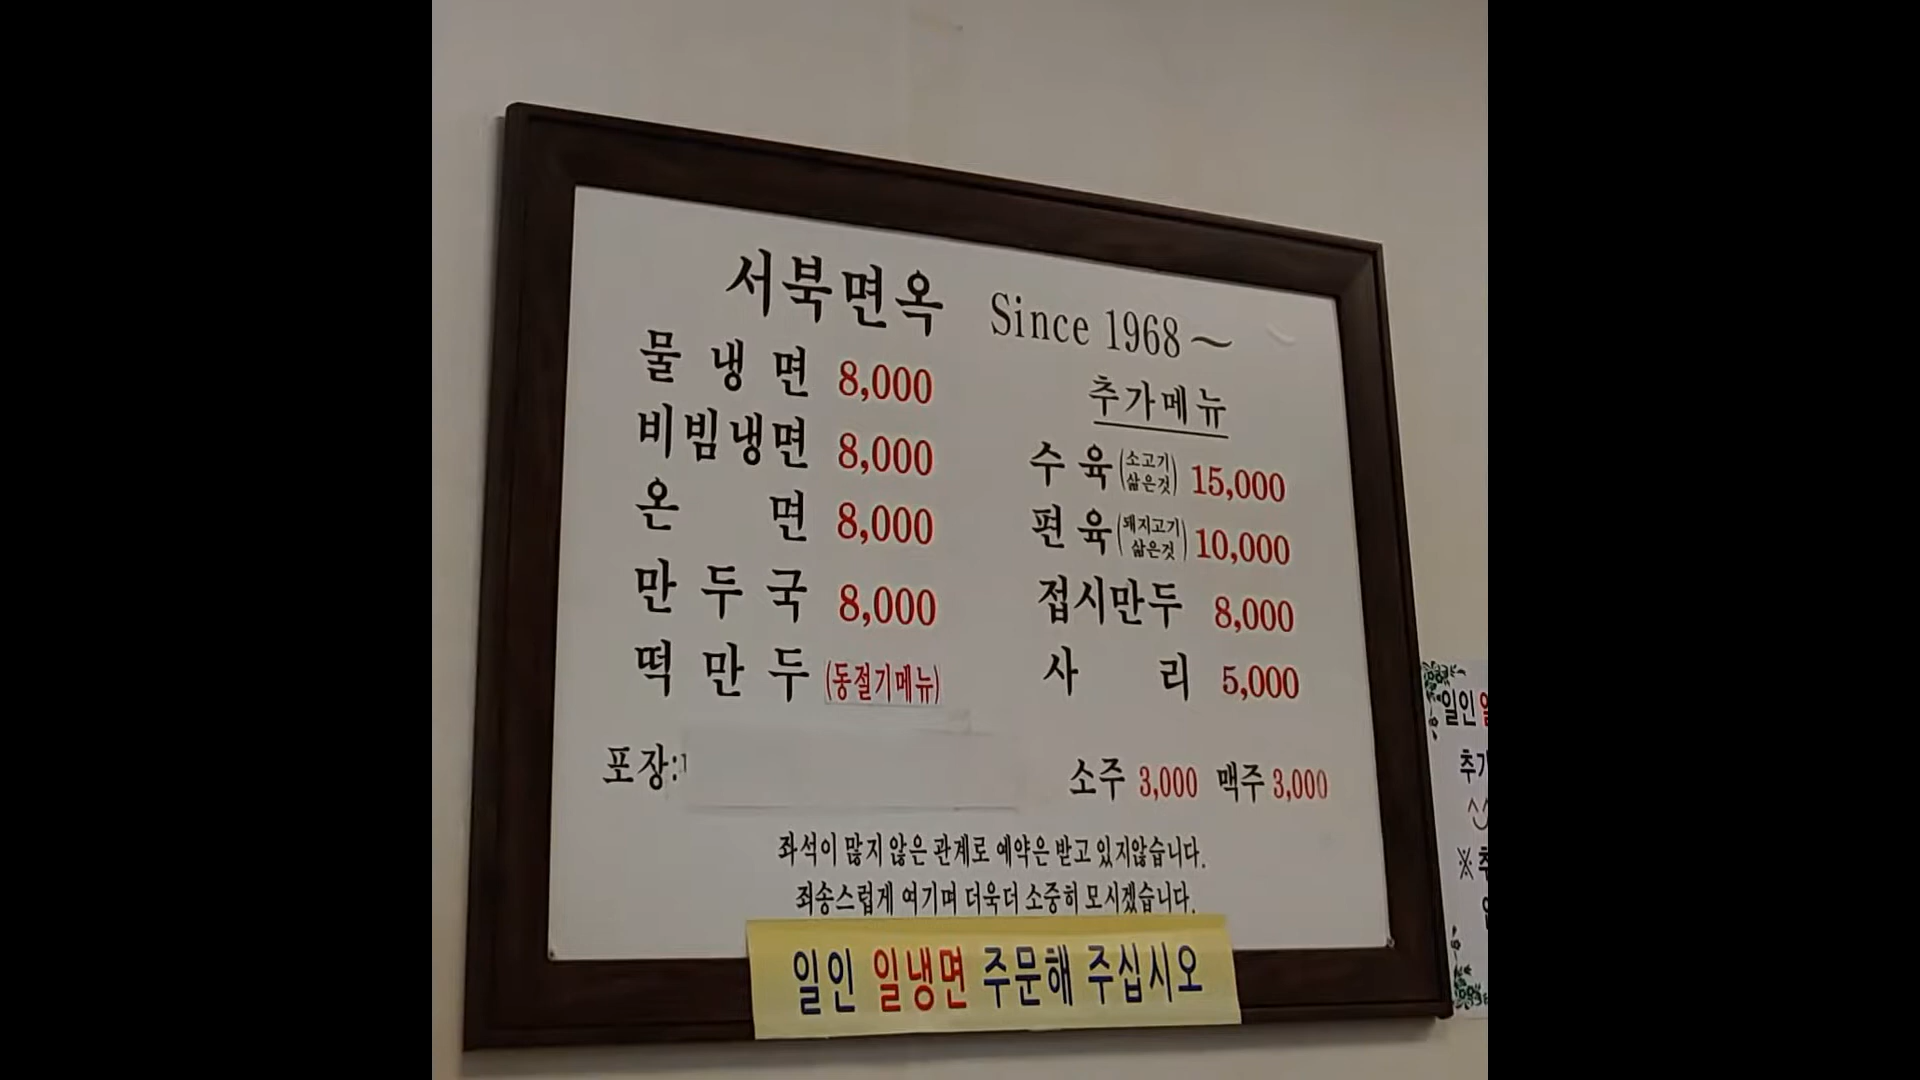 서북면옥 Since 1968~
물냉면 8,000
비빔냉면 8,000
온면 8,000
만두국 8,000
떡만두 (동절기메뉴)
추가메뉴
수육 (소고기 삶은것) 15,000
편육 (돼지고기 삶은것) 10,000
접시만두 8,000
사리 5,000
포장:
소주 3,000 맥주 3,000
좌석이 많지 않은 관계로 예약은 받고 있지않습니다.
죄송스럽게 여기며 더욱더 소중히 모시겠습니다.
일인 일냉면 주문해 주십시오
일인
※